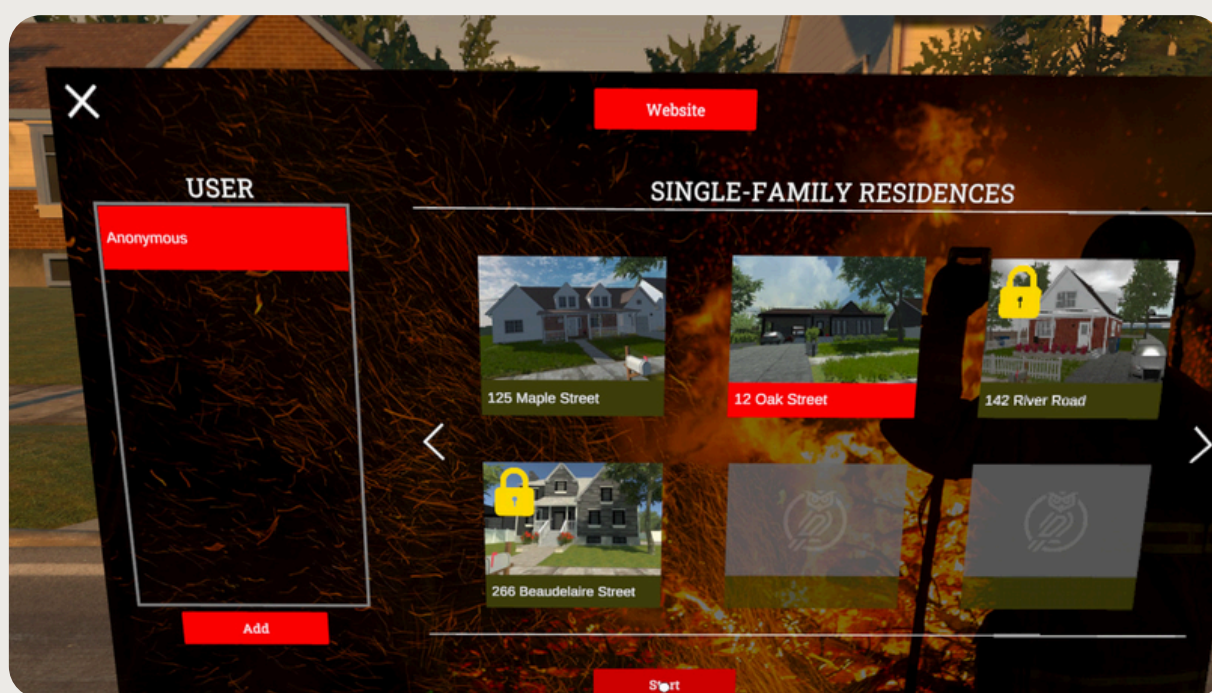 Website
USER
SINGLE-FAMILY RESIDENCES
Anonymous
125 Maple Street
12 Oak Street
142 River Road
266 Beaudelaire Street
Add
Start